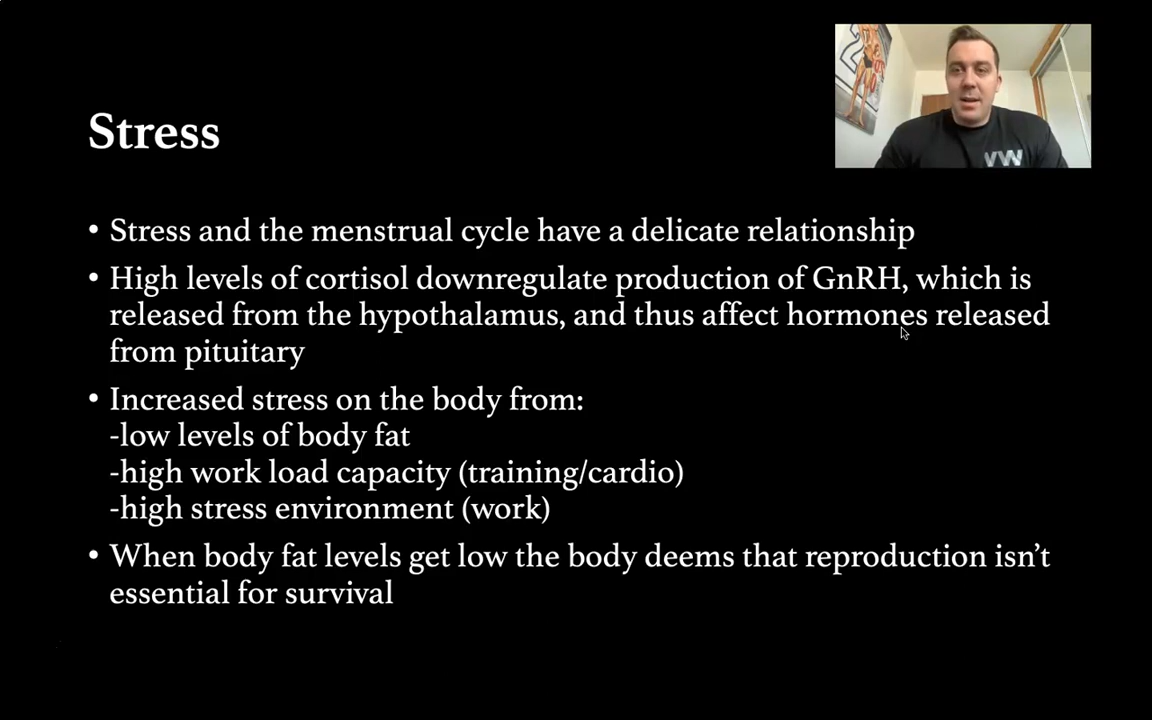 Stress
VW
• Stress and the menstrual cycle have a delicate relationship
• High levels of cortisol downregulate production of GnRH, which is
released from the hypothalamus, and thus affect hormones released
from pituitary
• Increased stress on the body from:
-low levels of body fat
-high work load capacity (training/cardio)
-high stress environment (work)
• When body fat levels get low the body deems that reproduction isn’t
essential for survival